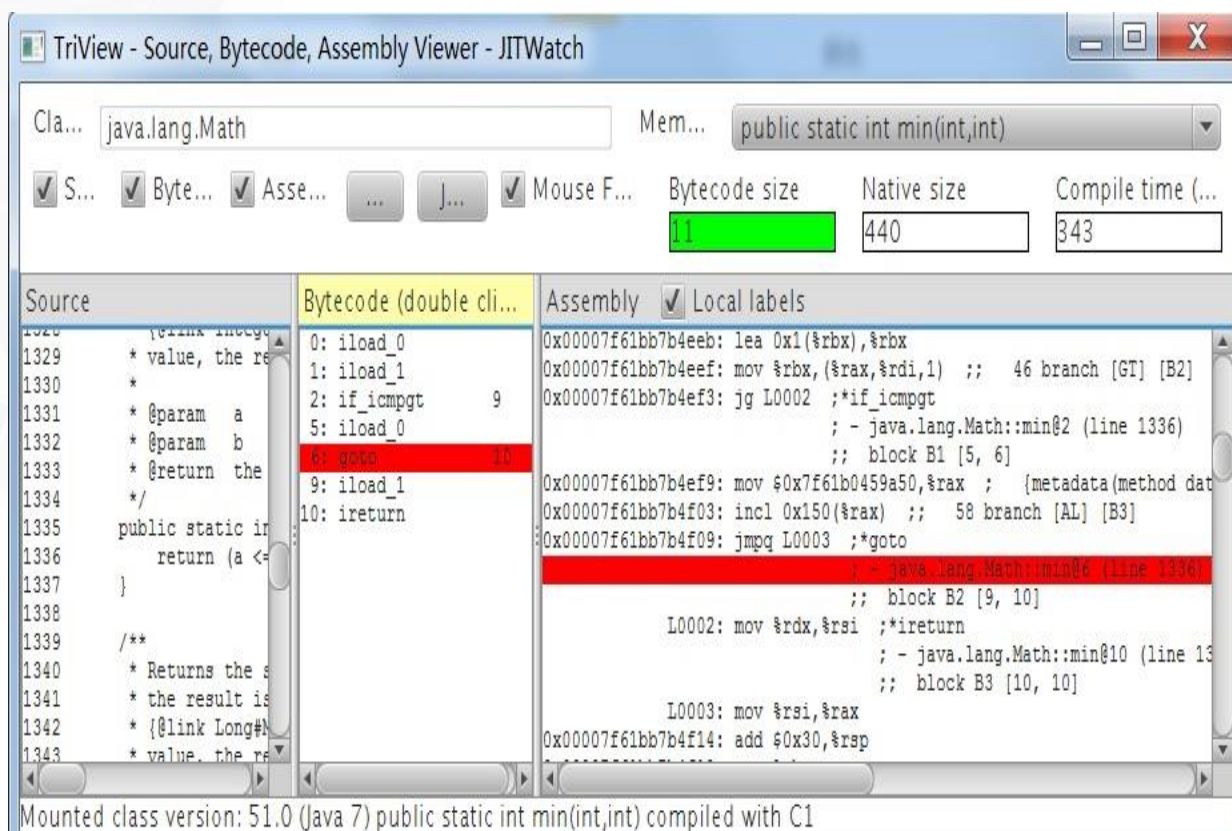 TriView - Source, Bytecode, Assembly Viewer - JITWatch
X
Cla... java.lang.Math Mem... public static int min(int,int)
S... Byte... Asse... ... J... Mouse F... Bytecode size Native size Compile time (...
11 440 343
Source
1329 * value, the re
1330 *
1331 * @param a
1332 * @param b
1333 * @return the
1334 */
1335 public static in
1336 return (a <=
1337 }
1338
1339 /**
1340 * Returns the s
1341 * the result is
1342 * {@link Long#M
1343 * value, the re
Bytecode (double cli...
0: iload_0
1: iload_1
2: if_icmpgt 9
5: iload_0
6: goto 10
9: iload_1
10: ireturn
Assembly Local labels
0x00007f61bb7b4eeb: lea 0x1(%rbx),%rbx
0x00007f61bb7b4eef: mov %rbx,(%rax,%rdi,1) ;; 46 branch [GT] [B2]
0x00007f61bb7b4ef3: jg L0002 ;*if_icmpgt
; - java.lang.Math::min@2 (line 1336)
;; block B1 [5, 6]
0x00007f61bb7b4ef9: mov $0x7f61b0459a50,%rax ; {metadata(method dat
0x00007f61bb7b4f03: incl 0x150(%rax) ;; 58 branch [AL] [B3]
0x00007f61bb7b4f09: jmpq L0003 ;*goto
; - java.lang.Math::min@6 (line 1336)
;; block B2 [9, 10]
L0002: mov %rdx,%rsi ;*ireturn
; - java.lang.Math::min@10 (line 13
;; block B3 [10, 10]
L0003: mov %rsi,%rax
0x00007f61bb7b4f14: add $0x30,%rsp
Mounted class version: 51.0 (Java 7) public static int min(int,int) compiled with C1